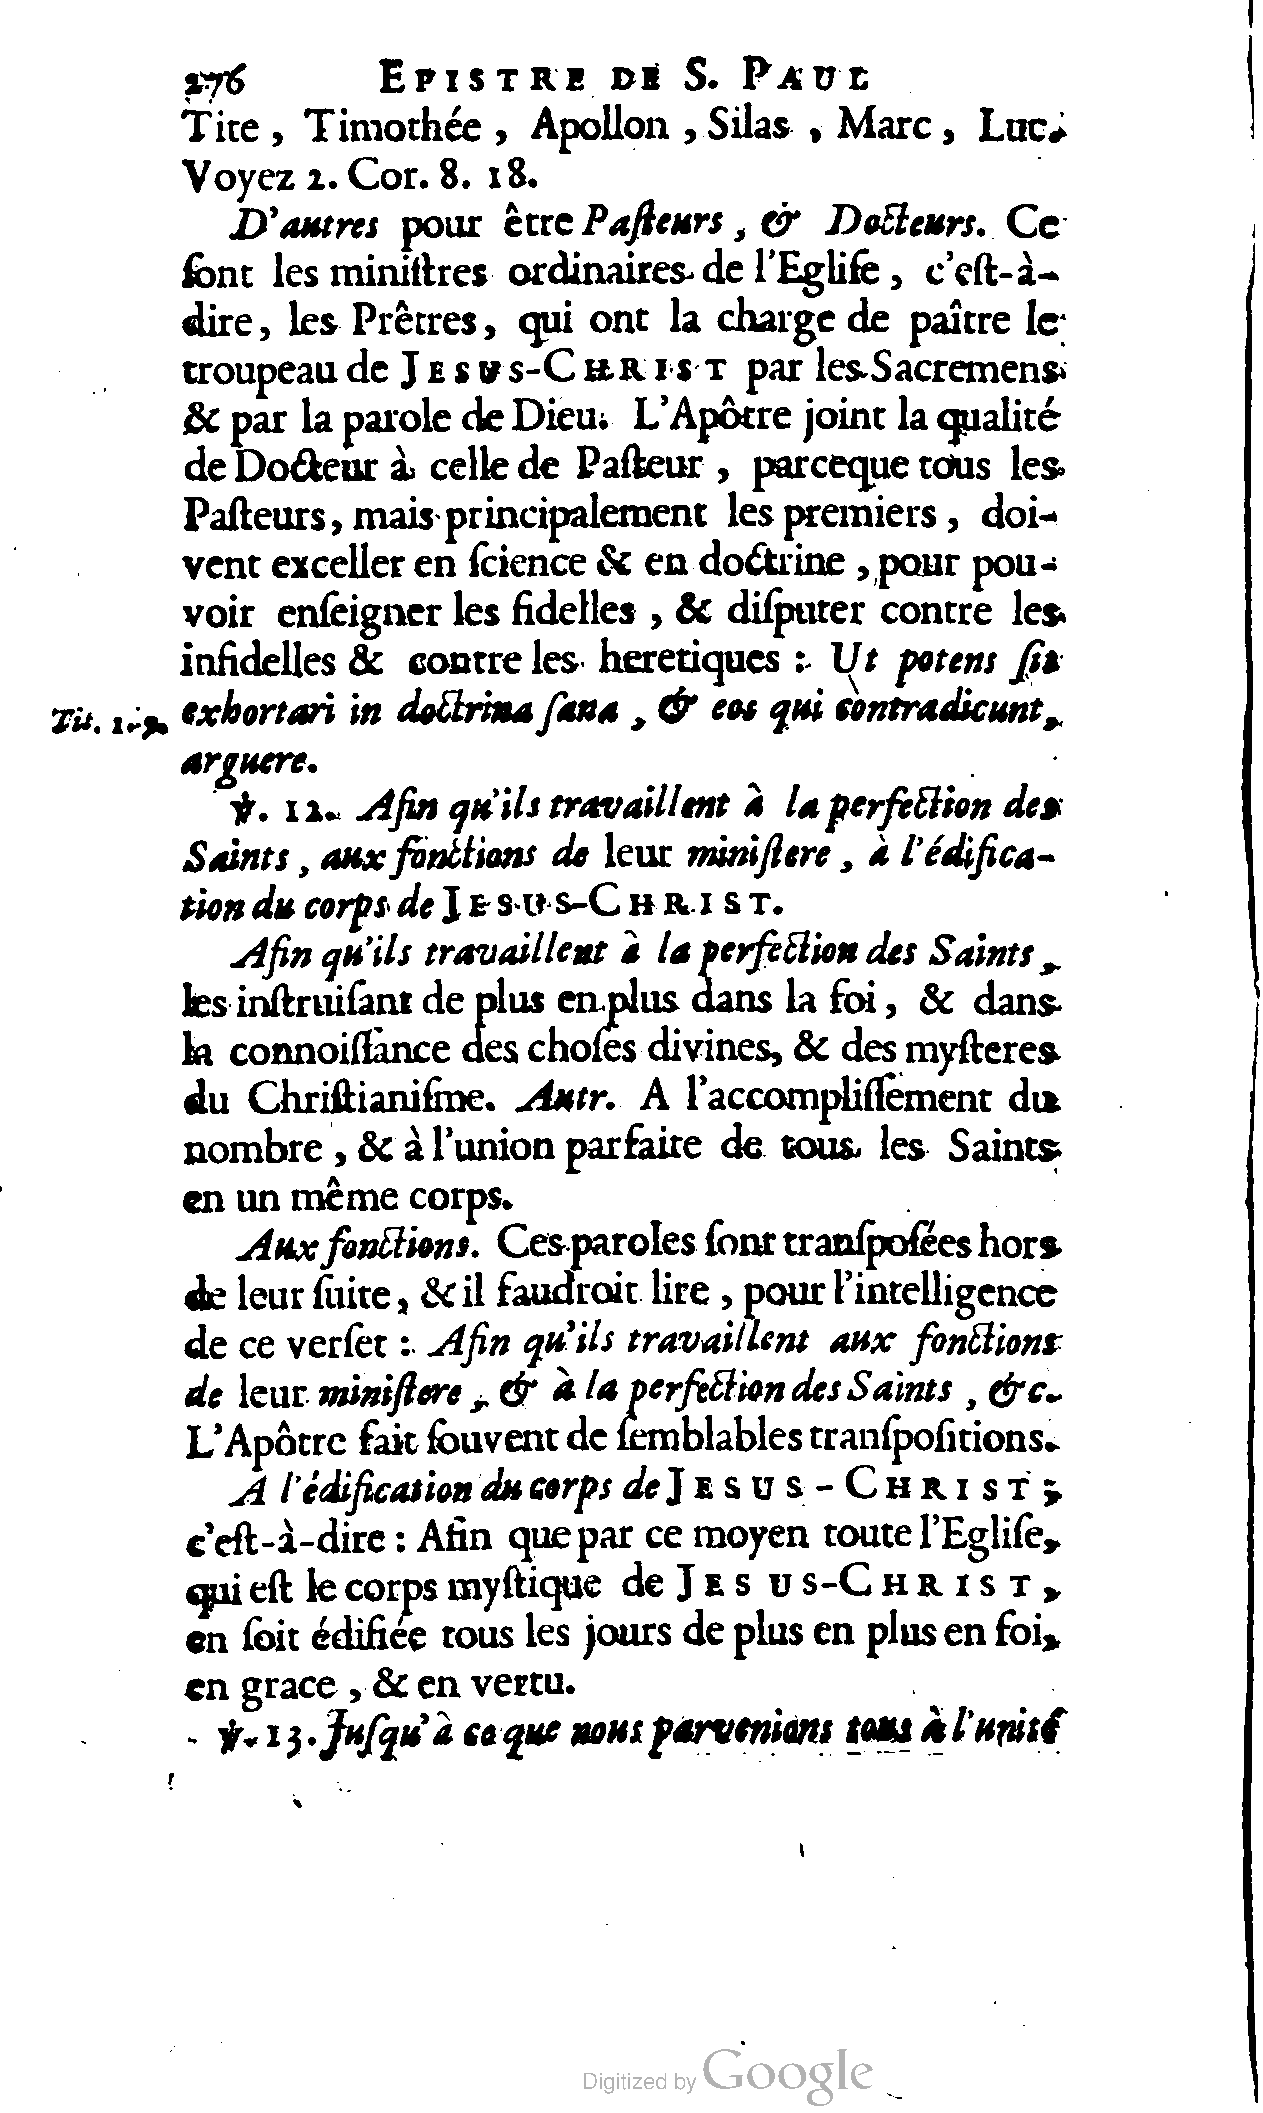 276 EPISTRE DE S. PAUL
Tite, Timothée, Apollon, Silas, Marc, Luc.
Voyez 2. Cor. 8. 18.
D'autres pour être Paſteurs, & Docteurs. Ce
ſont les miniſtres ordinaires de l'Egliſe, c'eſt-à-
dire, les Prêtres, qui ont la charge de paître le
troupeau de JESUS-CHRIST par les Sacremens
& par la parole de Dieu. L'Apôtre joint la qualité
de Docteur à celle de Paſteur, parceque tous les
Paſteurs, mais principalement les premiers, doi-
vent exceller en ſcience & en doctrine, pour pou-
voir enſeigner les fidelles, & diſputer contre les
infidelles & contre les heretiques : Ut potens ſit
Tit. 1. 9. exhortari in doctrina ſana, & eos qui contradicunt,
arguere.
℣. 12. Afin qu'ils travaillent à la perfection des
Saints, aux fonctions de leur miniſtere, à l'édifica-
tion du corps de JESUS-CHRIST.
Afin qu'ils travaillent à la perfection des Saints,
les inſtruiſant de plus en plus dans la foi, & dans
la connoiſſance des choſes divines, & des myſteres
du Chriſtianiſme. Autr. A l'accompliſſement du
nombre, & à l'union parfaite de tous les Saints
en un même corps.
Aux fonctions. Ces paroles ſont tranſpoſées hors
de leur ſuite, & il faudroit lire, pour l'intelligence
de ce verſet : Afin qu'ils travaillent aux fonctions
de leur miniſtere, & à la perfection des Saints, &c.
L'Apôtre fait ſouvent de ſemblables tranſpoſitions.
A l'édification du corps de JESUS-CHRIST;
c'eſt-à-dire : Afin que par ce moyen toute l'Egliſe,
qui eſt le corps myſtique de JESUS-CHRIST,
en ſoit édifiée tous les jours de plus en plus en foi,
en grace, & en vertu.
℣. 13. Juſqu'à ce que nous parvenions tous à l'unité
Digitized by Google